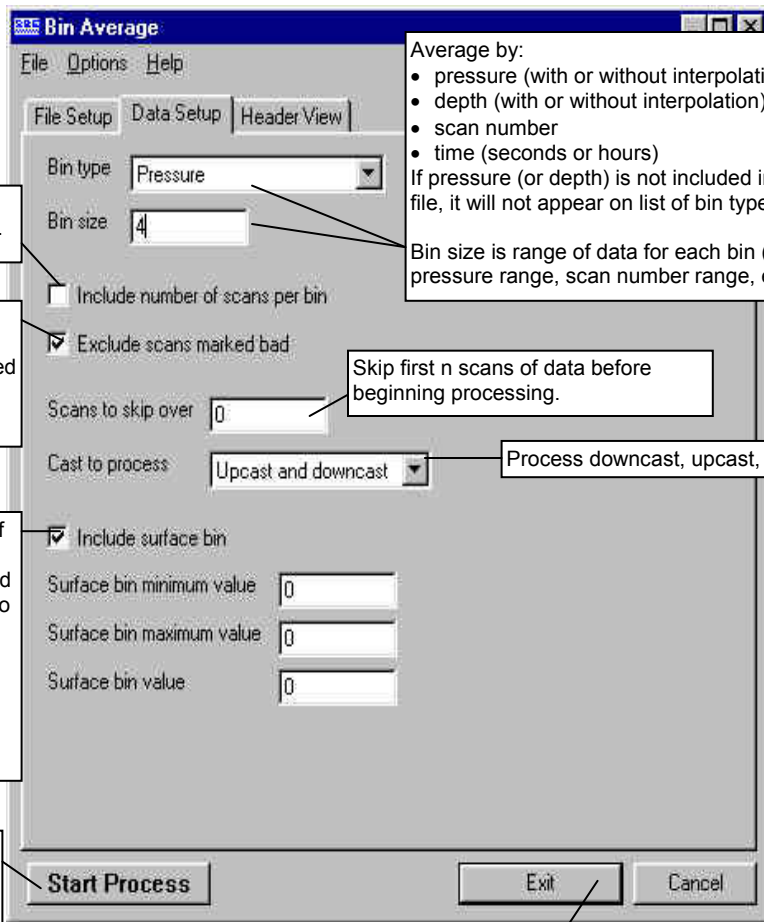 SBE Bin Average
File Options Help
File Setup Data Setup Header View
Average by:
• pressure (with or without
• depth (with or without interpolation)
• scan number
• time (seconds or hours)
If pressure (or depth) is not included
file, it will not appear on list of bin
Bin size is range of data for each bin (
pressure range, scan number range,
Bin type Pressure
Bin size 4
Include number of scans per bin
Exclude scans marked bad
Skip first n scans of data before
beginning processing.
Scans to skip over 0
Cast to process Upcast and downcast
Process downcast, upcast,
Include surface bin
Surface bin minimum value 0
Surface bin maximum value 0
Surface bin value 0
Start Process Exit Cancel